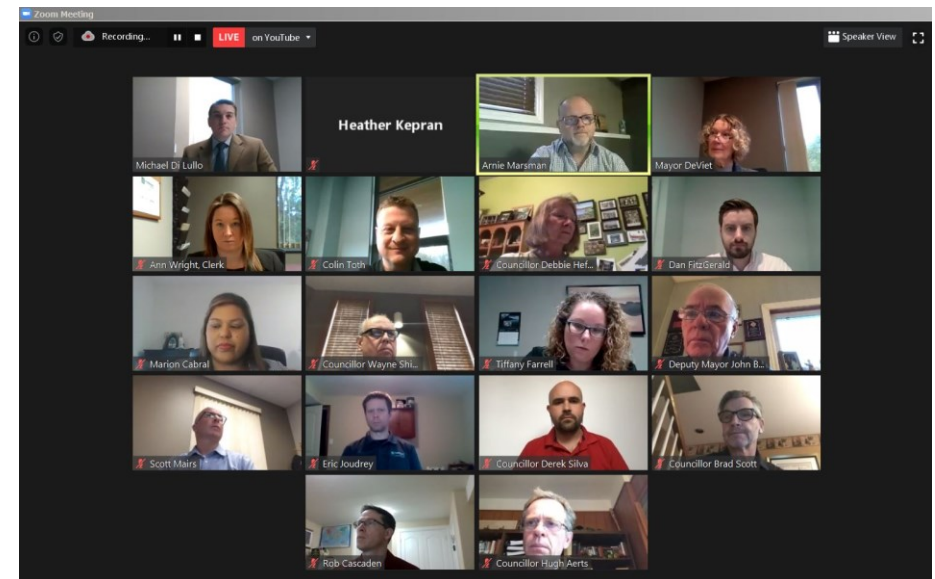 Zoom Meeting
Recording...
LIVE on YouTube
Speaker View
Michael Di Lullo
Heather Kepran
Arnie Marsman
Mayor DeViet
Ann Wright, Clerk
Colin Toth
Councillor Debbie Hef...
Dan FitzGerald
Marion Cabral
Councillor Wayne Shi...
Tiffany Farrell
Deputy Mayor John B...
Scott Mairs
Eric Joudrey
Councillor Derek Silva
Councillor Brad Scott
Rob Cascaden
Councillor Hugh Aerts